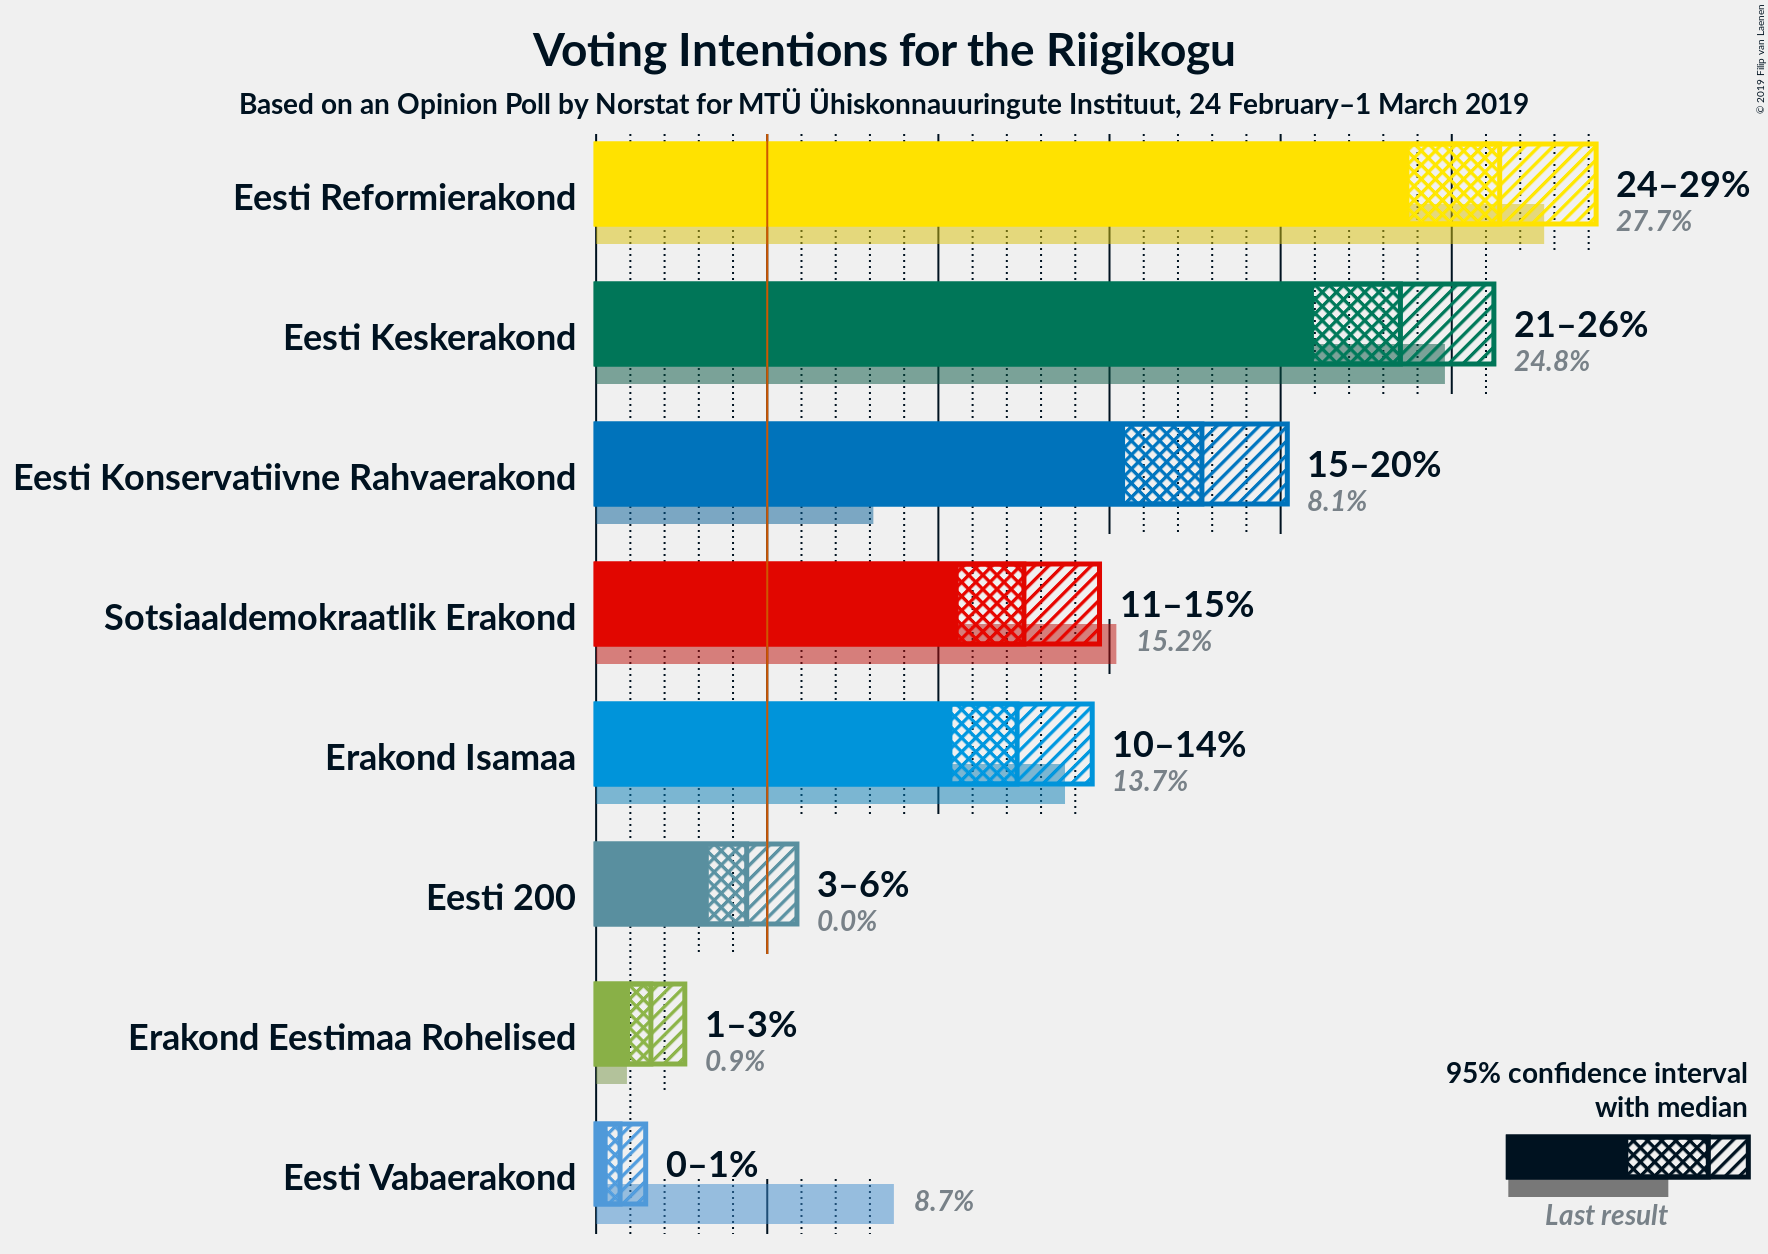 Voting Intentions for the Riigikogu
Based on an Opinion Poll by Norstat for MTÜ Ühiskonnauuringute Instituut, 24 February–1 March 2019
© 2019 Filip van Laenen
Eesti Reformierakond
24–29%
27.7%
Eesti Keskerakond
21–26%
24.8%
Eesti Konservatiivne Rahvaerakond
15–20%
8.1%
Sotsiaaldemokraatlik Erakond
11–15%
15.2%
Erakond Isamaa
10–14%
13.7%
Eesti 200
3–6%
0.0%
Erakond Eestimaa Rohelised
1–3%
0.9%
Eesti Vabaerakond
0–1%
8.7%
95% confidence interval
with median
Last result